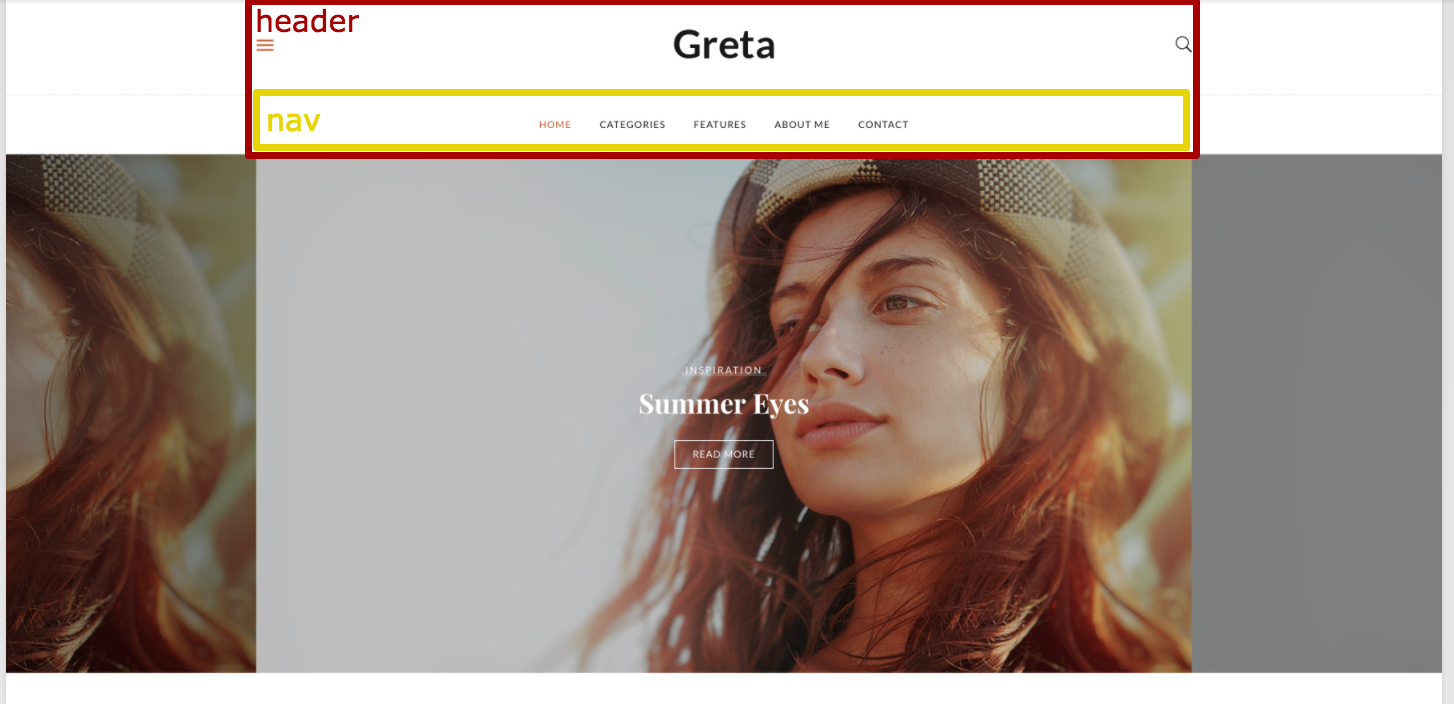 header
Greta
nav
HOME CATEGORIES FEATURES ABOUT ME CONTACT
INSPIRATION
Summer Eyes
READ MORE